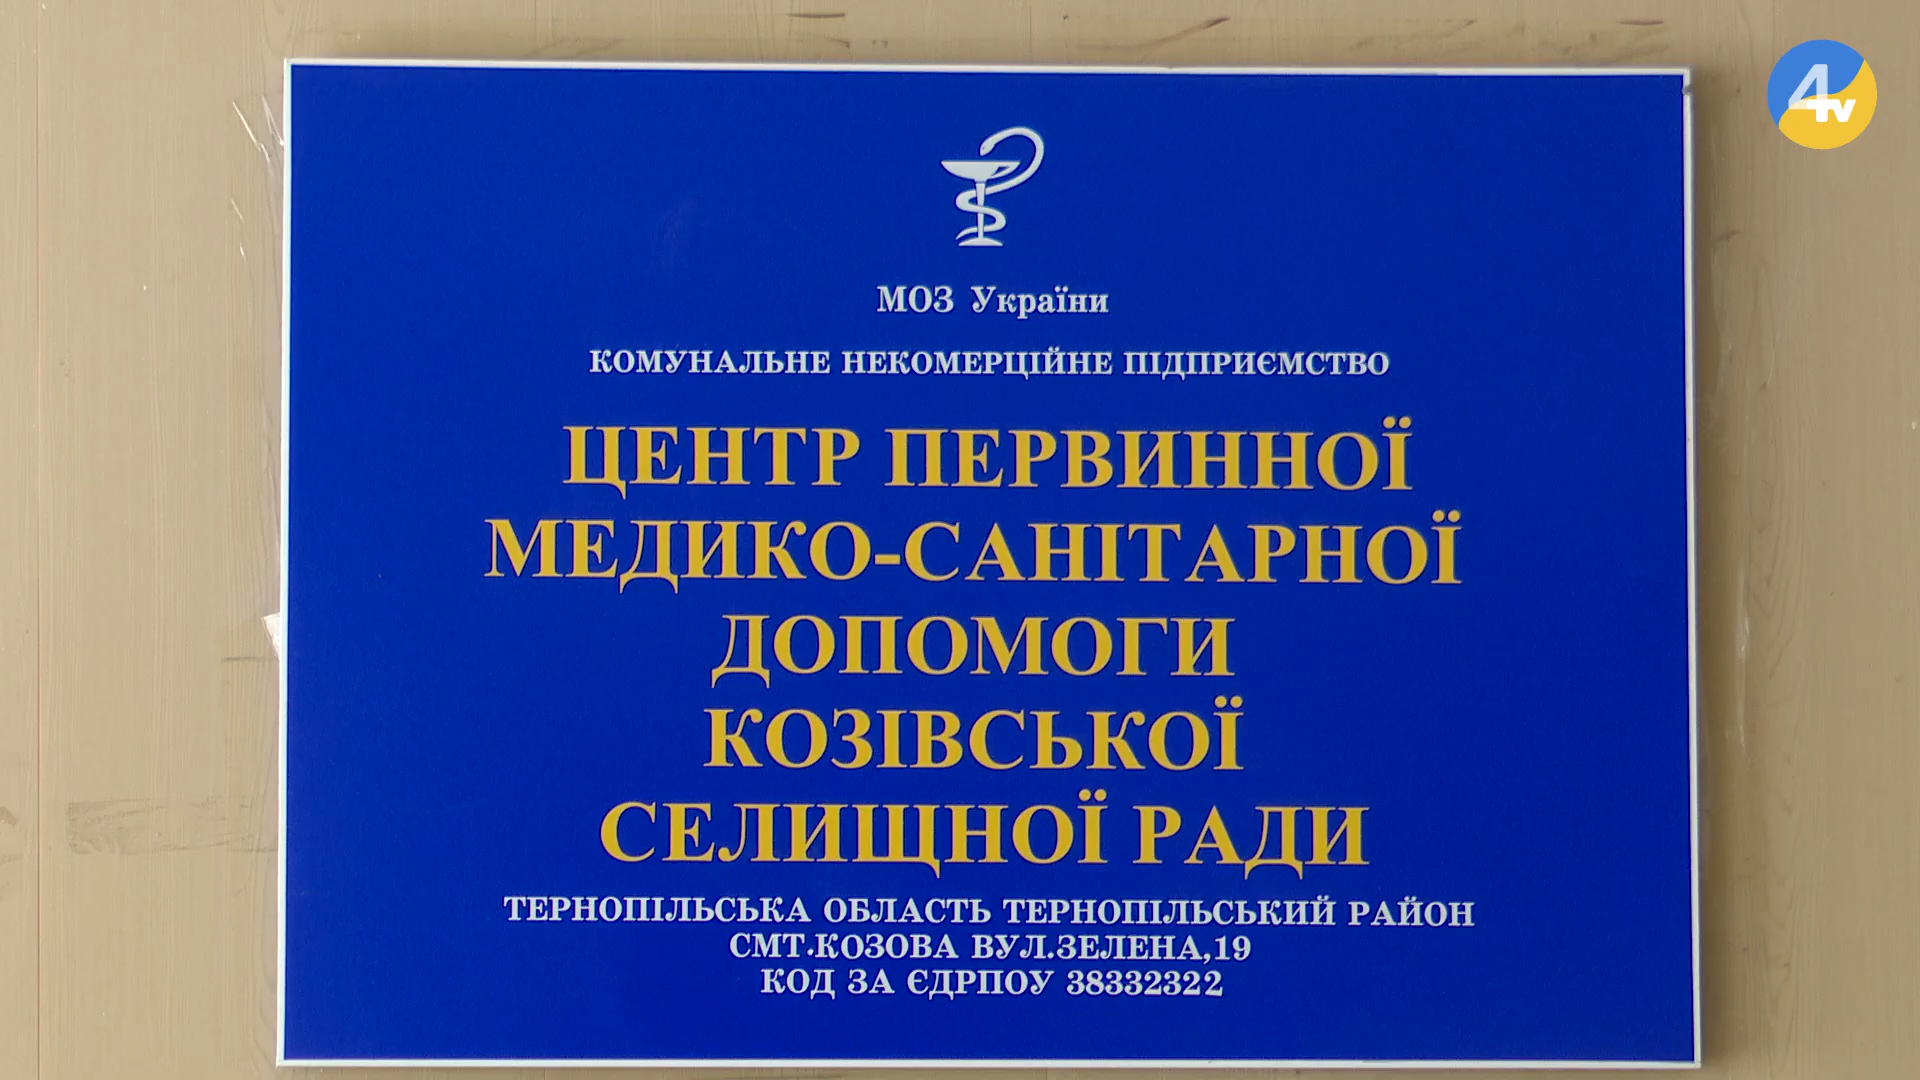 4tv
МОЗ України
КОМУНАЛЬНЕ НЕКОМЕРЦІЙНЕ ПІДПРИЄМСТВО
ЦЕНТР ПЕРВИННОЇ
МЕДИКО-САНІТАРНОЇ
ДОПОМОГИ
КОЗІВСЬКОЇ
СЕЛИЩНОЇ РАДИ
ТЕРНОПІЛЬСЬКА ОБЛАСТЬ ТЕРНОПІЛЬСЬКИЙ РАЙОН
СМТ.КОЗОВА ВУЛ.ЗЕЛЕНА,19
КОД ЗА ЄДРПОУ 38332322